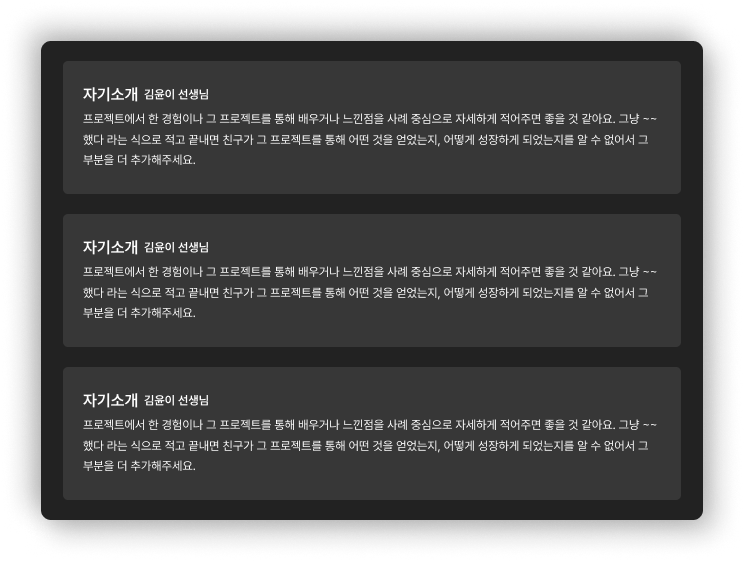 자기소개 김윤이 선생님
프로젝트에서 한 경험이나 그 프로젝트를 통해 배우거나 느낀점을 사례 중심으로 자세하게 적어주면 좋을 것 같아요. 그냥 ~~
했다 라는 식으로 적고 끝내면 친구가 그 프로젝트를 통해 어떤 것을 얻었는지, 어떻게 성장하게 되었는지를 알 수 없어서 그
부분을 더 추가해주세요.
자기소개 김윤이 선생님
프로젝트에서 한 경험이나 그 프로젝트를 통해 배우거나 느낀점을 사례 중심으로 자세하게 적어주면 좋을 것 같아요. 그냥 ~~
했다 라는 식으로 적고 끝내면 친구가 그 프로젝트를 통해 어떤 것을 얻었는지, 어떻게 성장하게 되었는지를 알 수 없어서 그
부분을 더 추가해주세요.
자기소개 김윤이 선생님
프로젝트에서 한 경험이나 그 프로젝트를 통해 배우거나 느낀점을 사례 중심으로 자세하게 적어주면 좋을 것 같아요. 그냥 ~~
했다 라는 식으로 적고 끝내면 친구가 그 프로젝트를 통해 어떤 것을 얻었는지, 어떻게 성장하게 되었는지를 알 수 없어서 그
부분을 더 추가해주세요.